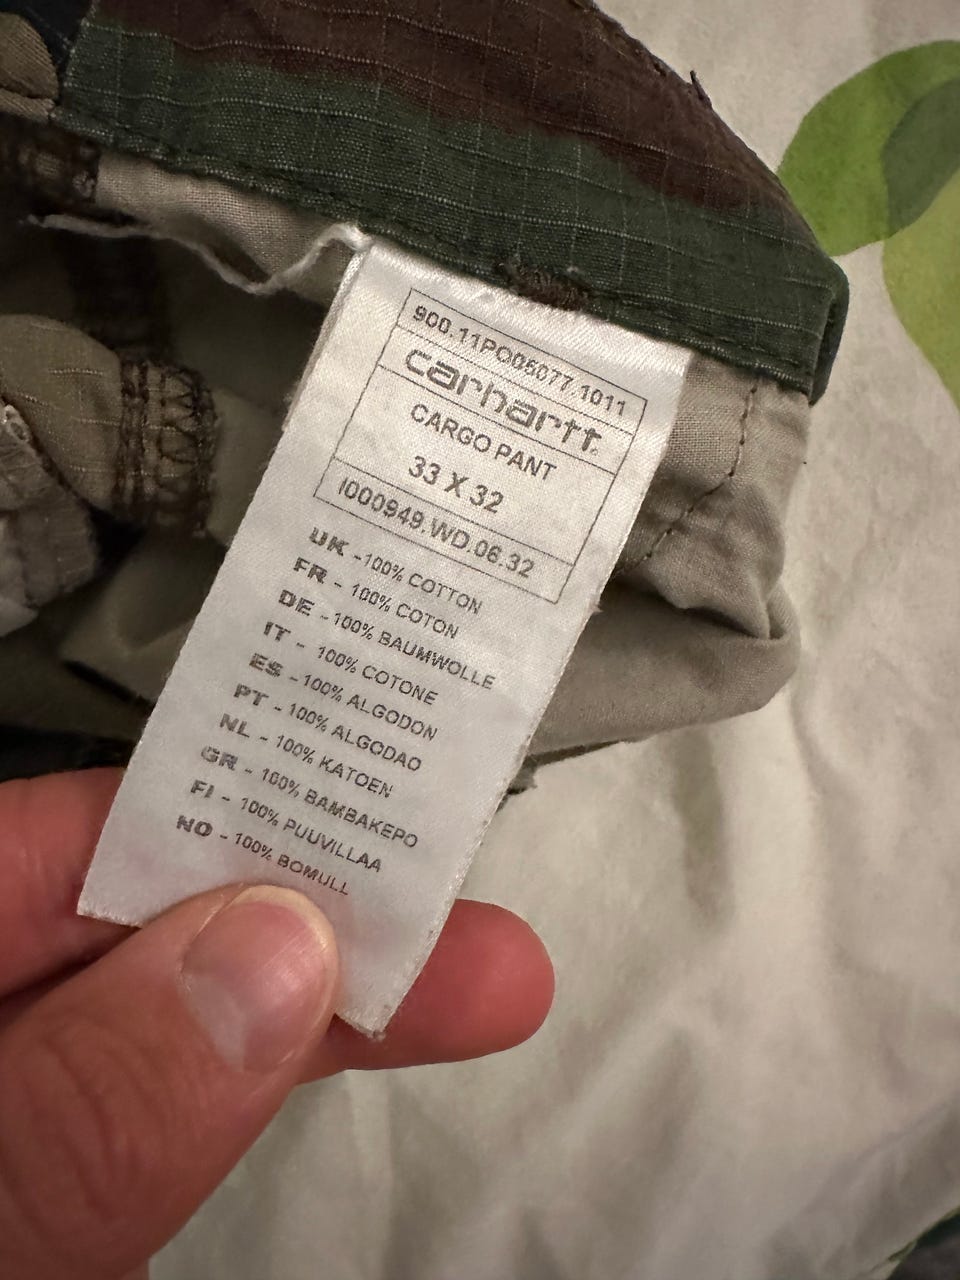 900.11PO05077.1011
carhartt.
CARGO PANT
33 X 32
I000949.WD.06.32
UK -100% COTTON
FR - 100% COTON
DE - 100% BAUMWOLLE
IT - 100% COTONE
ES -100% ALGODON
PT - 100% ALGODAO
NL - 100% KATOEN
GR - 100% BAMBAKEPO
FI - 100% PUUVILLAA
NO - 100% BOMULL